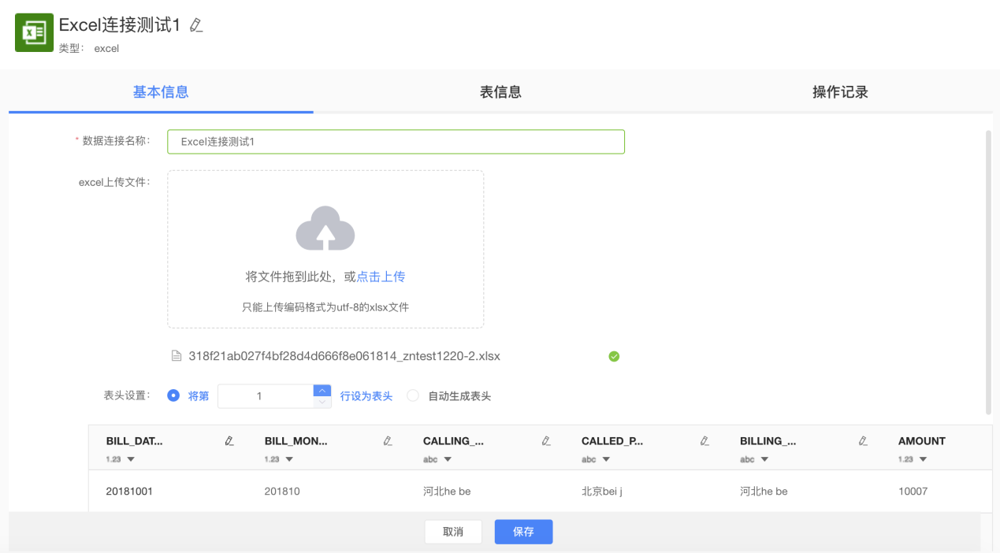 Excel连接测试1
类型： excel
基本信息 表信息 操作记录
* 数据连接名称： Excel连接测试1
excel上传文件：
将文件拖到此处，或点击上传
只能上传编码格式为utf-8的xlsx文件
318f21ab027f4bf28d4d666f8e061814_zntest1220-2.xlsx
表头设置： 将第 1 行设为表头 自动生成表头
BILL_DAT... BILL_MON... CALLING_... CALLED_P... BILLING_... AMOUNT
1.23 1.23 abc abc abc 1.23
20181001 201810 河北he be 北京bei j 河北he be 10007
取消 保存